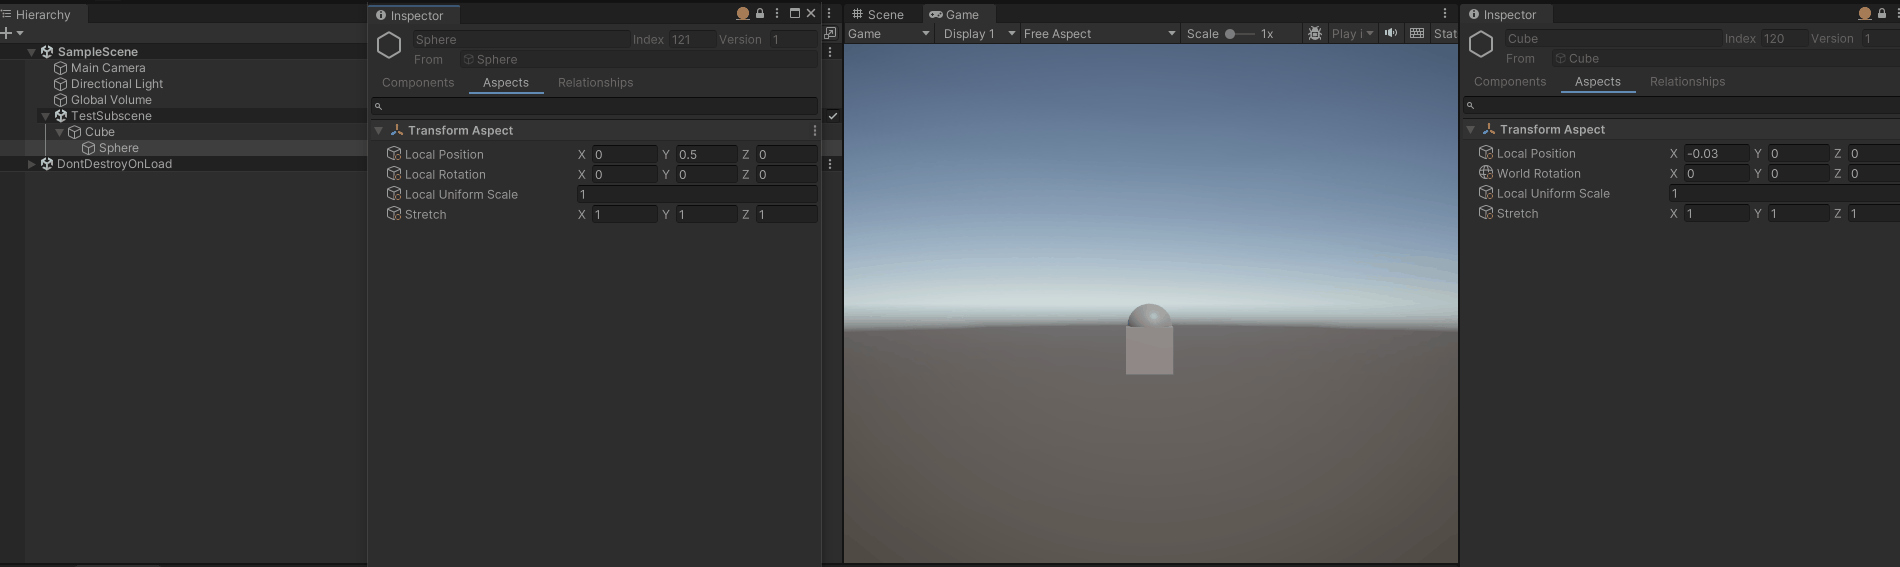 Hierarchy
SampleScene
Main Camera
Directional Light
Global Volume
TestSubscene
Cube
Sphere
DontDestroyOnLoad
Inspector
Sphere Index 121 Version 1
From Sphere
Components Aspects Relationships
Transform Aspect
Local Position X 0 Y 0.5 Z 0
Local Rotation X 0 Y 0 Z 0
Local Uniform Scale 1
Stretch X 1 Y 1 Z 1
Scene Game
Game Display 1 Free Aspect Scale 1x Play i Stat
Inspector
Cube Index 120 Version 1
From Cube
Components Aspects Relationships
Transform Aspect
Local Position X -0.03 Y 0 Z 0
World Rotation X 0 Y 0 Z 0
Local Uniform Scale 1
Stretch X 1 Y 1 Z 1